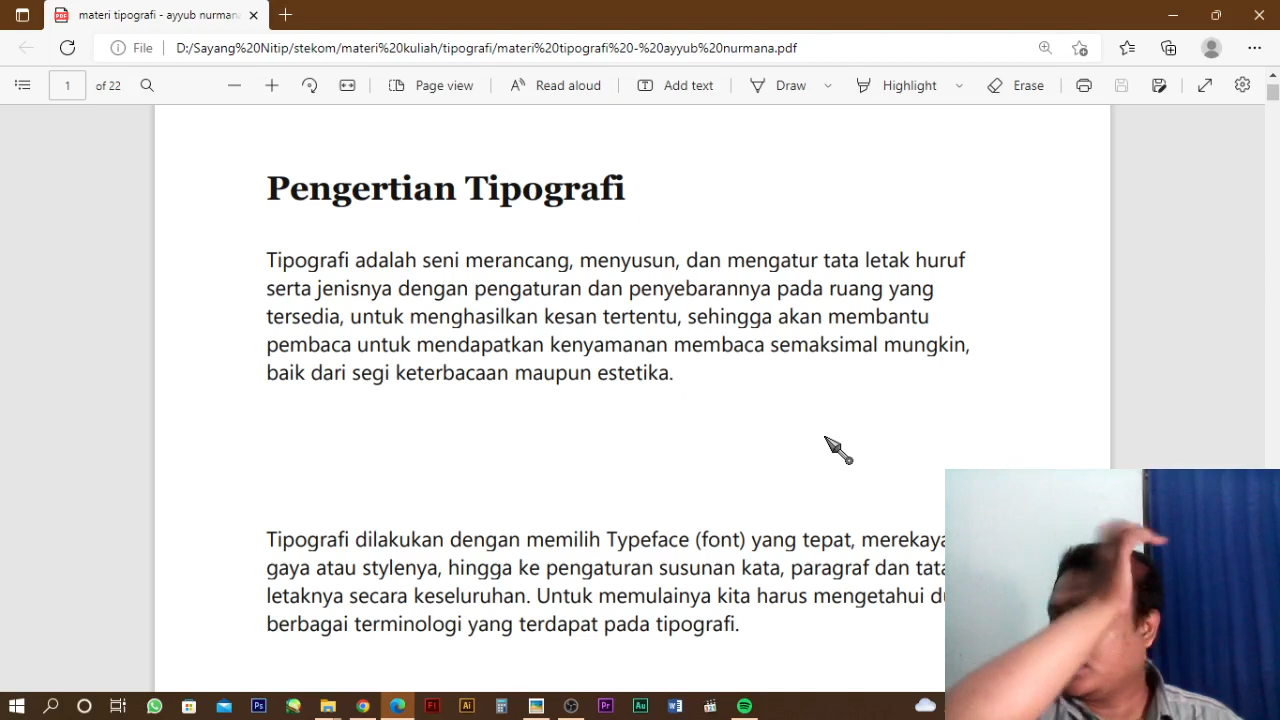 materi tipografi - ayyub nurmana
File
D:/Sayang%20Nitip/stekom/materi%20kuliah/tipografi/materi%20tipografi%20-%20ayyub%20nurmana.pdf
1 of 22
Page view
Read aloud
Add text
Draw
Highlight
Erase
Pengertian Tipografi
Tipografi adalah seni merancang, menyusun, dan mengatur tata letak huruf
serta jenisnya dengan pengaturan dan penyebarannya pada ruang yang
tersedia, untuk menghasilkan kesan tertentu, sehingga akan membantu
pembaca untuk mendapatkan kenyamanan membaca semaksimal mungkin,
baik dari segi keterbacaan maupun estetika.
Tipografi dilakukan dengan memilih Typeface (font) yang tepat, merekaya
gaya atau stylenya, hingga ke pengaturan susunan kata, paragraf dan tata
letaknya secara keseluruhan. Untuk memulainya kita harus mengetahui du
berbagai terminologi yang terdapat pada tipografi.